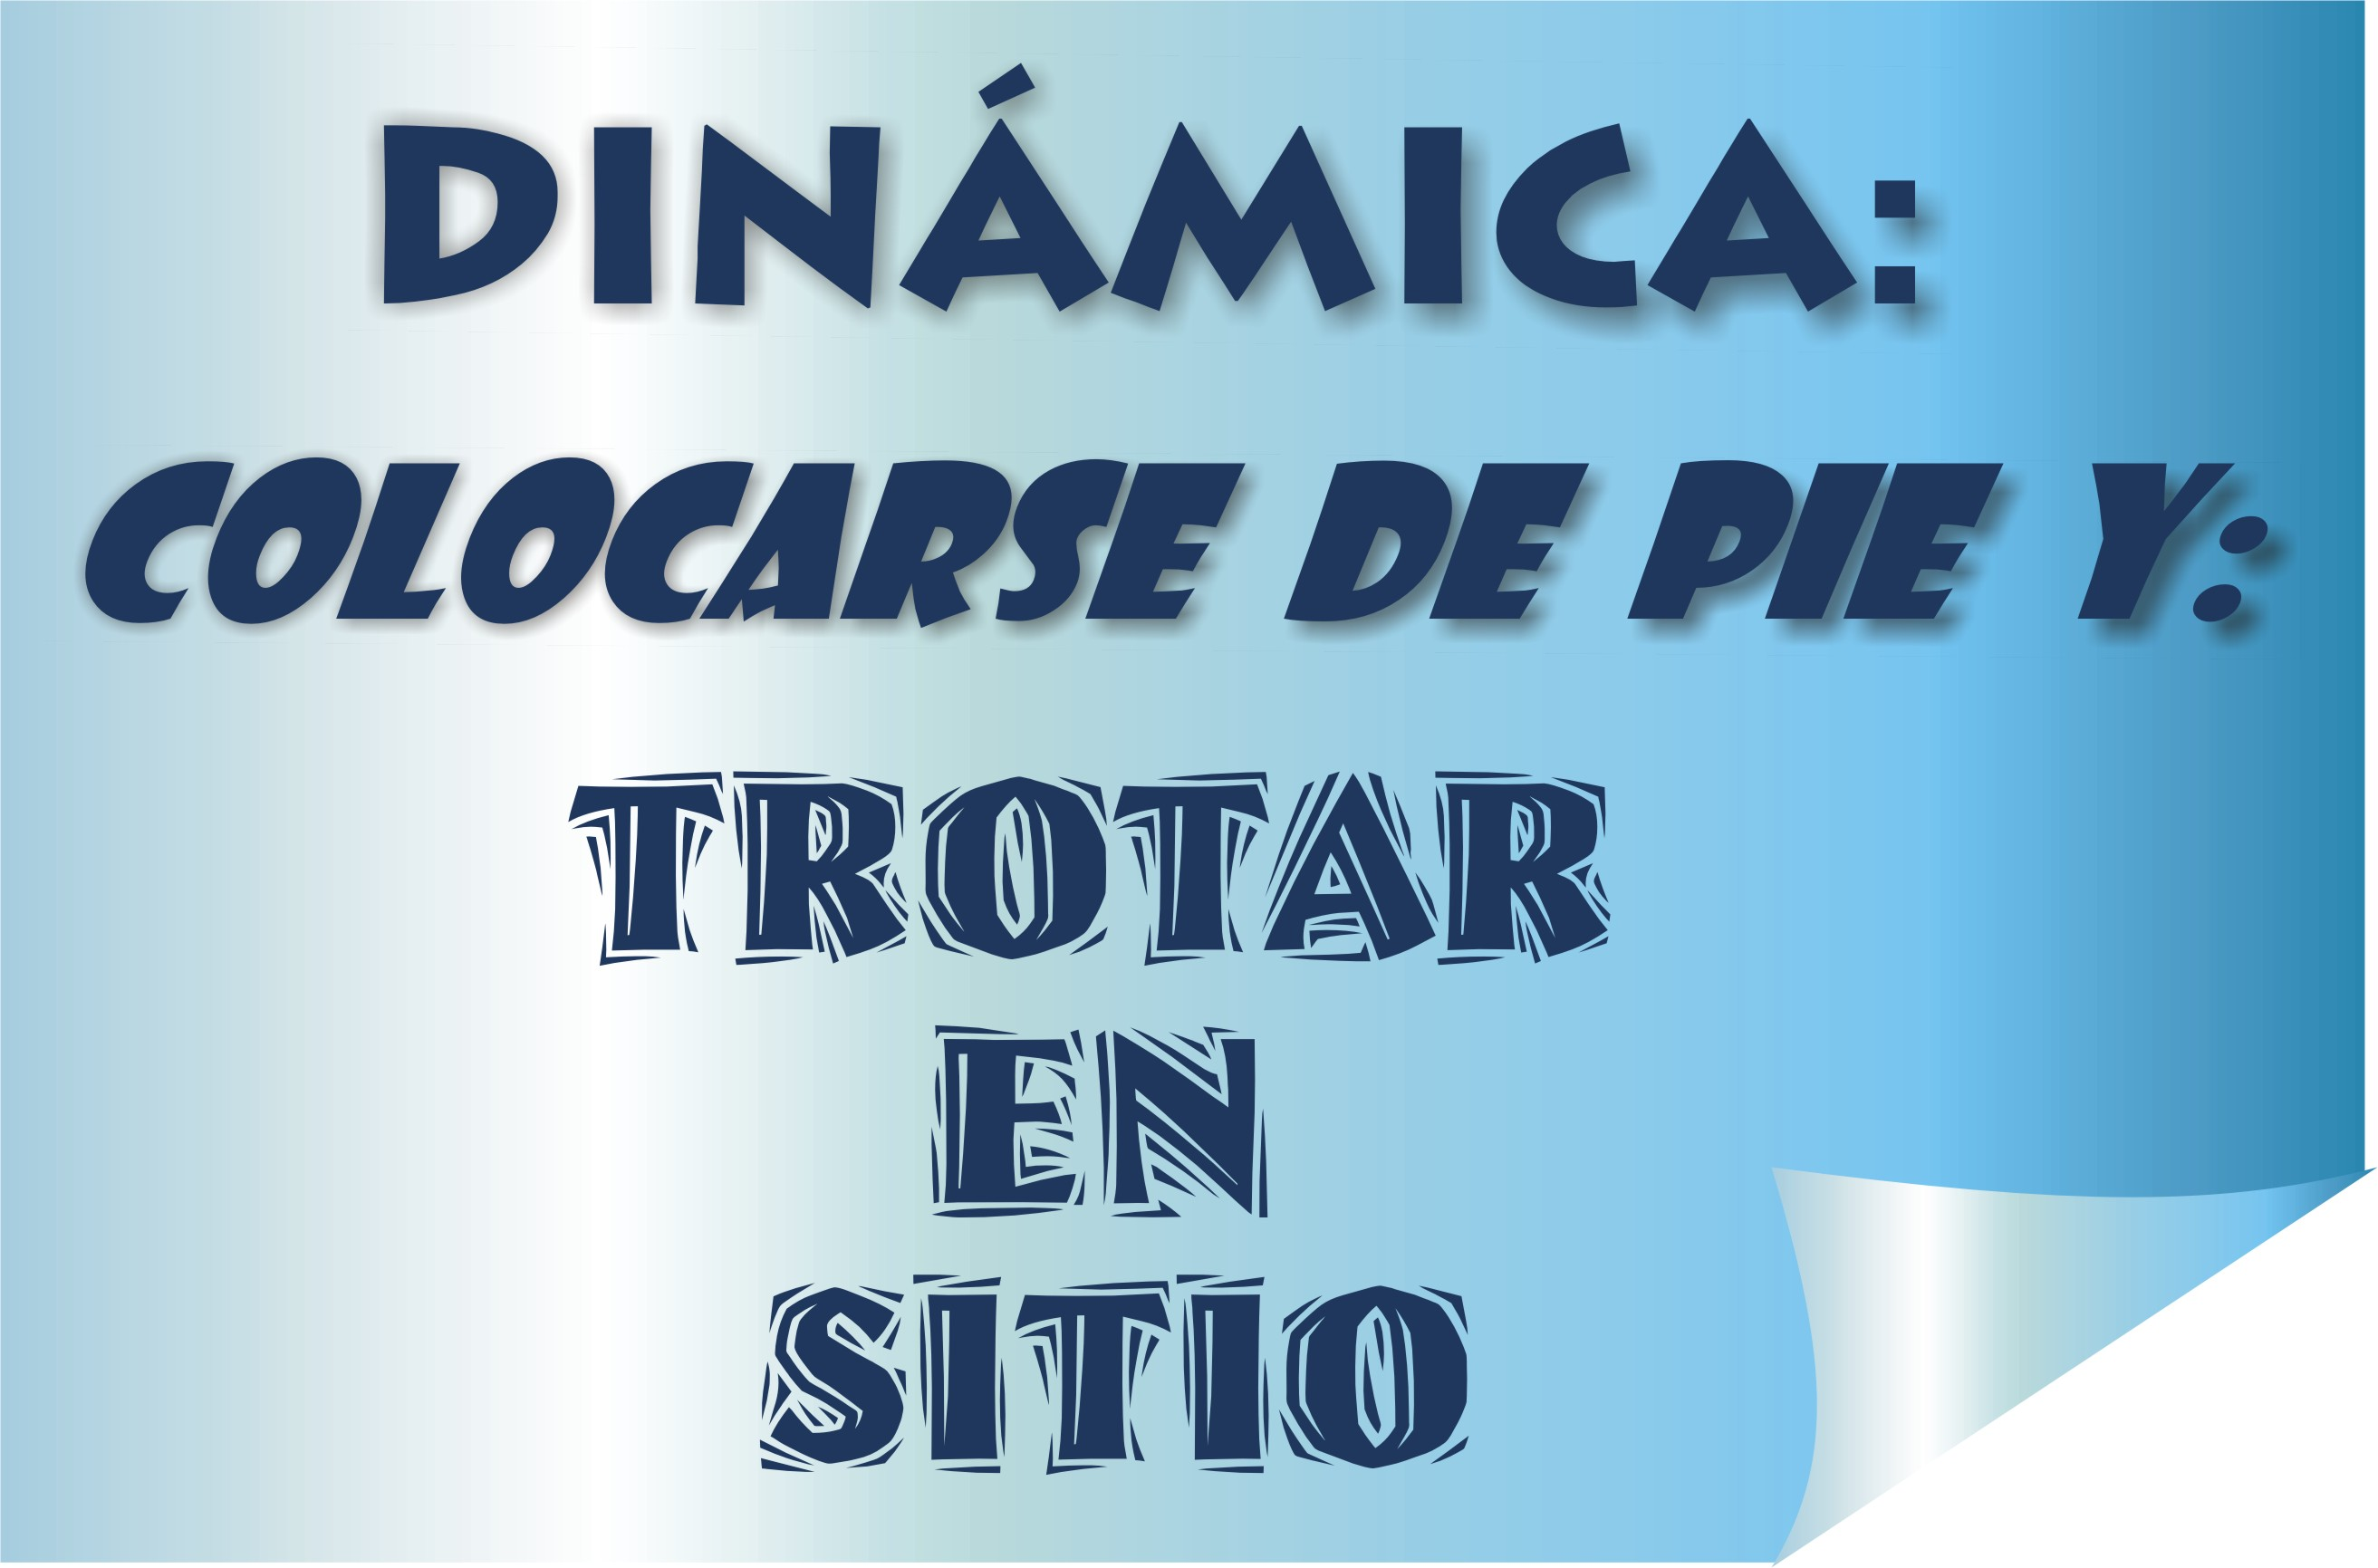 DINÁMICA:
COLOCARSE DE PIE Y:
TROTAR
EN
SITIO